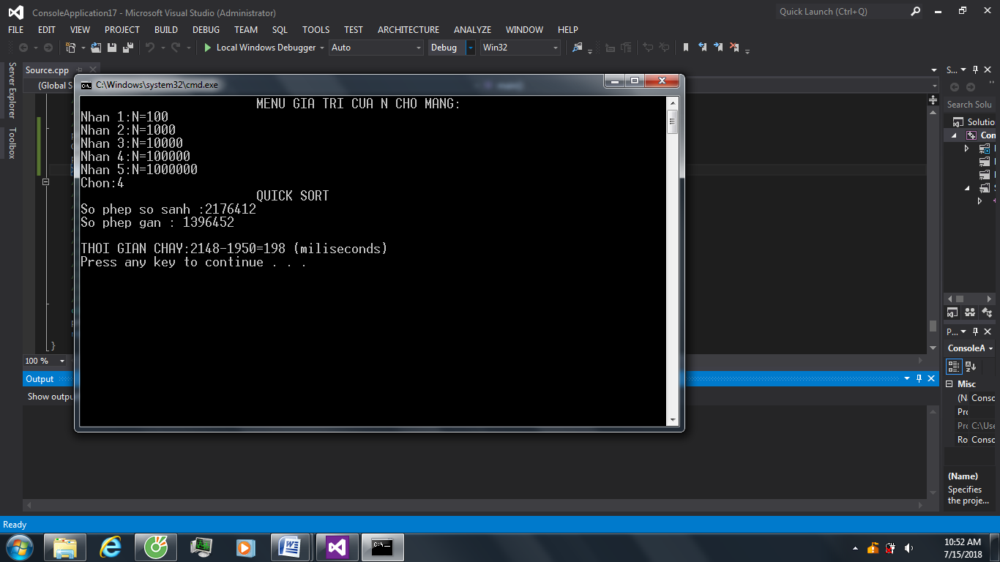 ConsoleApplication17 - Microsoft Visual Studio (Administrator)
Quick Launch (Ctrl+Q)
FILE EDIT VIEW PROJECT BUILD DEBUG TEAM SQL TOOLS TEST ARCHITECTURE ANALYZE WINDOW HELP
Local Windows Debugger Auto Debug Win32
Server Explorer
Toolbox
Source.cpp
(Global S
C:\Windows\system32\cmd.exe
MENU GIA TRI CUA N CHO MANG:
Nhan 1:N=100
Nhan 2:N=1000
Nhan 3:N=10000
Nhan 4:N=100000
Nhan 5:N=1000000
Chon:4
QUICK SORT
So phep so sanh :2176412
So phep gan : 1396452
THOI GIAN CHAY:2148-1950=198 (miliseconds)
Press any key to continue . . .
}
100 %
Output
Show outpu
S...
Search Solu
Solutio
Con
P...
ConsoleA
Misc
(N Consc
Prc
Prc C:\Use
Ro Consc
(Name)
Specifies
the proje...
Ready
10:52 AM
7/15/2018